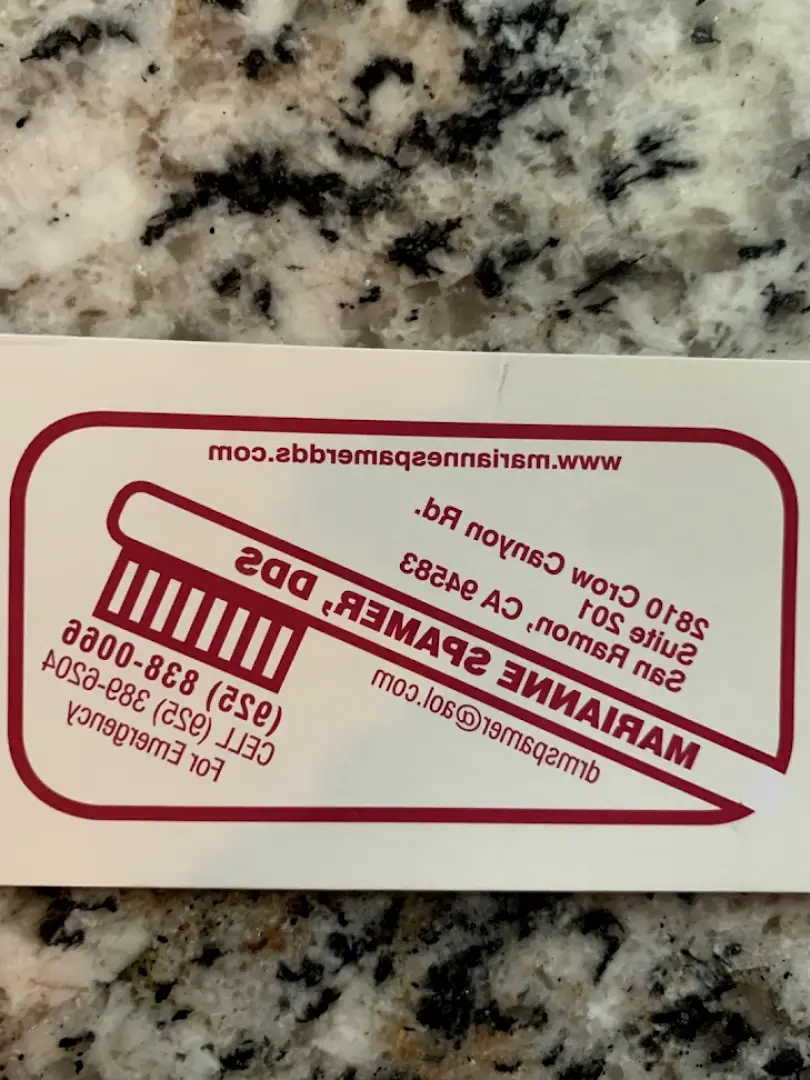 www.mariannespamerdds.com
2810 Crow Canyon Rd.
Suite 201
San Ramon, CA 94583
MARIANNE SPAMER, DDS
drmspamer@aol.com
(925) 838-0066
CELL (925) 389-6204
For Emergency